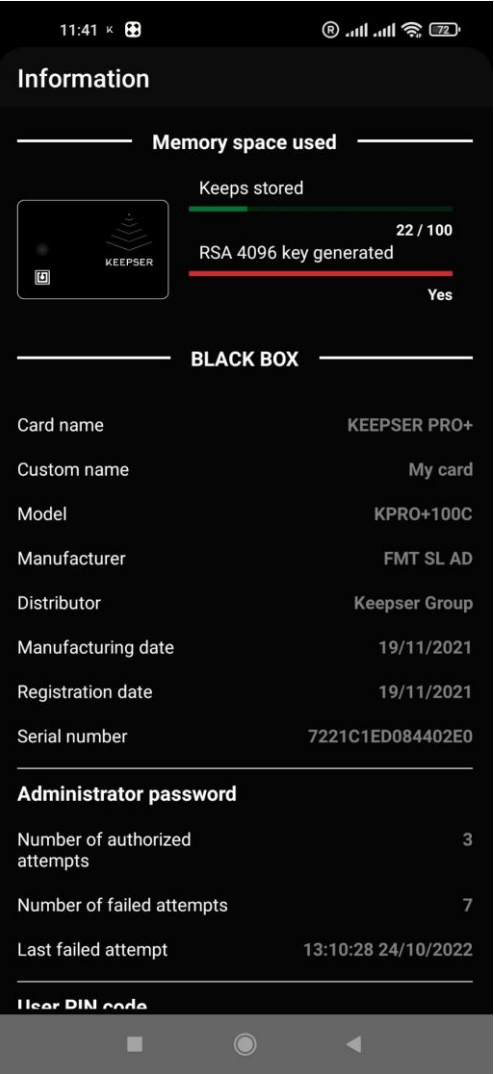 11:41 K
R 72
Information
Memory space used
Keeps stored
22 / 100
KEEPSER
RSA 4096 key generated
Yes
BLACK BOX
Card name KEEPSER PRO+
Custom name My card
Model KPRO+100C
Manufacturer FMT SL AD
Distributor Keepser Group
Manufacturing date 19/11/2021
Registration date 19/11/2021
Serial number 7221C1ED084402E0
Administrator password
Number of authorized
attempts 3
Number of failed attempts 7
Last failed attempt 13:10:28 24/10/2022
User PIN code